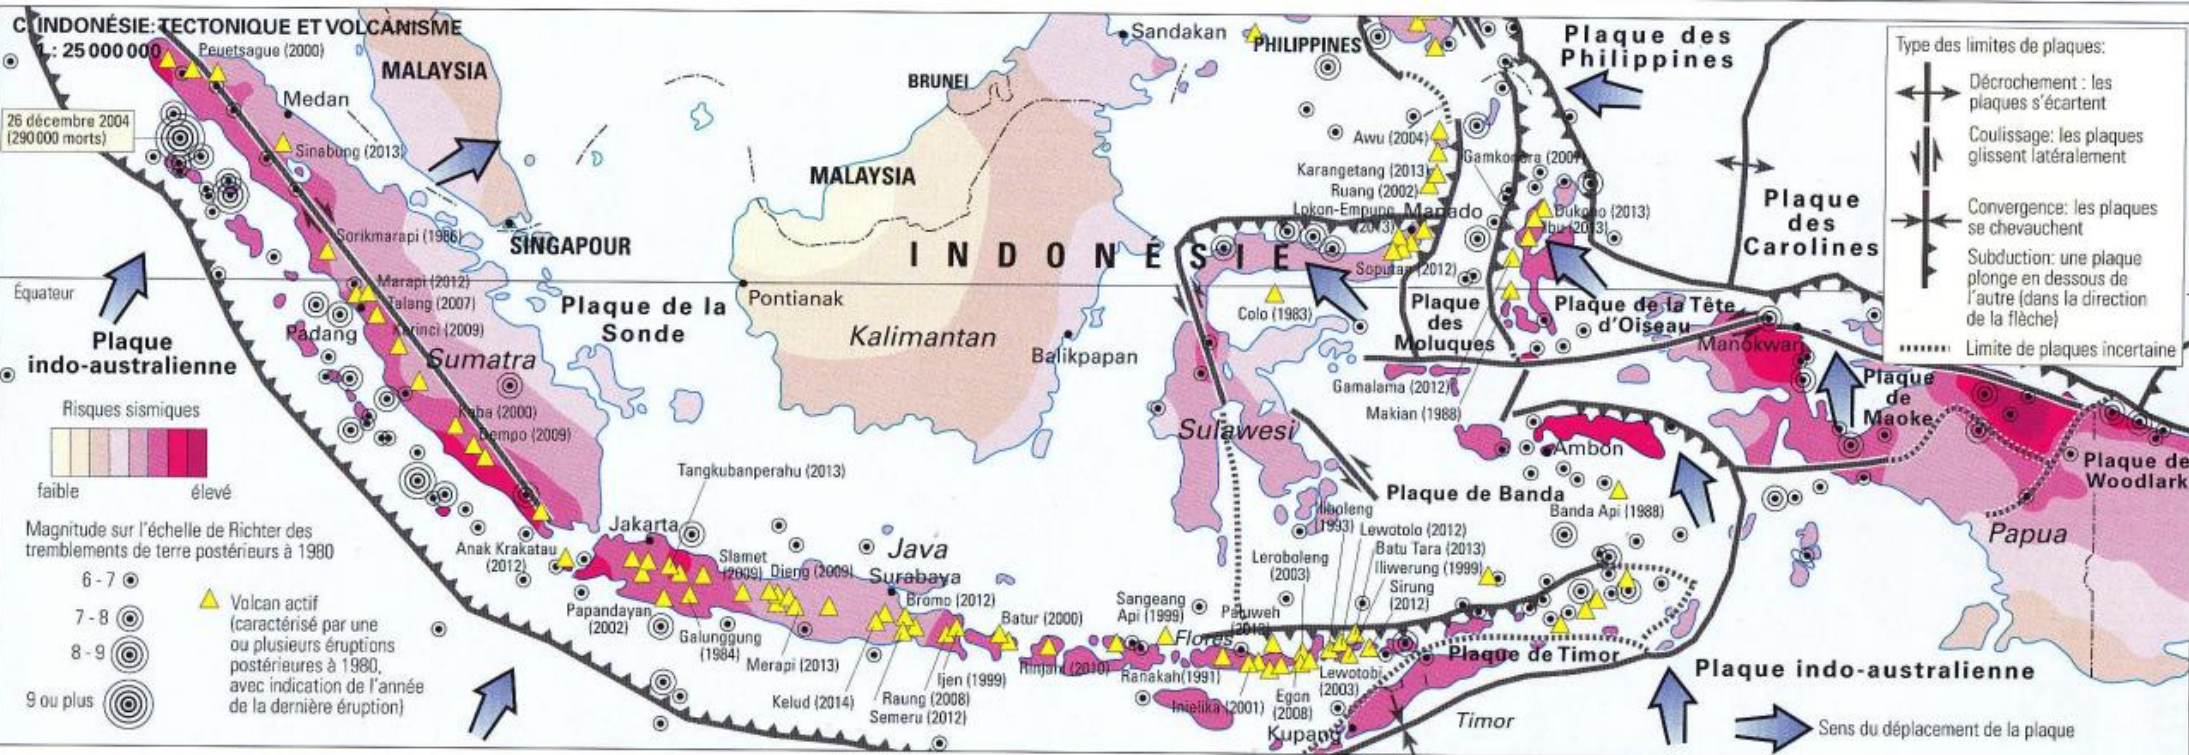 C. INDONÉSIE: TECTONIQUE ET VOLCANISME
1 : 25 000 000
26 décembre 2004
(290000 morts)
Peuetsague (2000)
Medan
Sinabung (2013)
MALAYSIA
SINGAPOUR
Sorikmarapi (1986)
Marapi (2012)
Talang (2007)
Kerinci (2009)
Padang
Sumatra
Kaba (2000)
Dempo (2009)
Équateur
Plaque
indo-australienne
Risques sismiques
faible
élevé
Magnitude sur l'échelle de Richter des
tremblements de terre postérieurs à 1980
6-7
7-8
8-9
9 ou plus
Volcan actif
(caractérisé par une
ou plusieurs éruptions
postérieures à 1980,
avec indication de l'année
de la dernière éruption)
Plaque de la
Sonde
BRUNEI
MALAYSIA
INDONÉSIE
Pontianak
Kalimantan
Balikpapan
Sandakan
PHILIPPINES
Tangkubanperahu (2013)
Jakarta
Anak Krakatau
(2012)
Papandayan
(2002)
Galunggung
(1984)
Slamet
(2009)
Dieng (2009)
Merapi (2013)
Java
Surabaya
Bromo (2012)
Kelud (2014)
Raung (2008)
Semeru (2012)
Ijen (1999)
Batur (2000)
Rinjani (2010)
Sangeang
Api (1999)
Ranakah(1991)
Flores
Inielika (2001)
Paluweh
Egon
(2008)
Leroboleng
(2003)
Iliboleng
(1993)
Lewotolo (2012)
Batu Tara (2013)
Iliwerung (1999)
Sirung
(2012)
Lewotobi
(2003)
Kupang
Timor
Plaque de Timor
Plaque de Banda
Sulawesi
Colo (1983)
Awu (2004)
Karangetang (2013)
Ruang (2002)
Lokon-Empung
(2013)
Manado
Soputan (2012)
Gamkonora (2007)
Dukono (2013)
Ibu (2013)
Plaque
des
Moluques
Gamalama (2012)
Makian (1988)
Plaque de la Tête
d'Oiseau
Ambon
Banda Api (1988)
Plaque des
Philippines
Plaque
des
Carolines
Manokwari
Plaque
de
Maoke
Plaque de
Woodlark
Papua
Plaque indo-australienne
Sens du déplacement de la plaque
Type des limites de plaques:
Décrochement : les
plaques s'écartent
Coulissage: les plaques
glissent latéralement
Convergence: les plaques
se chevauchent
Subduction: une plaque
plonge en dessous de
l'autre (dans la direction
de la flèche)
Limite de plaques incertaine